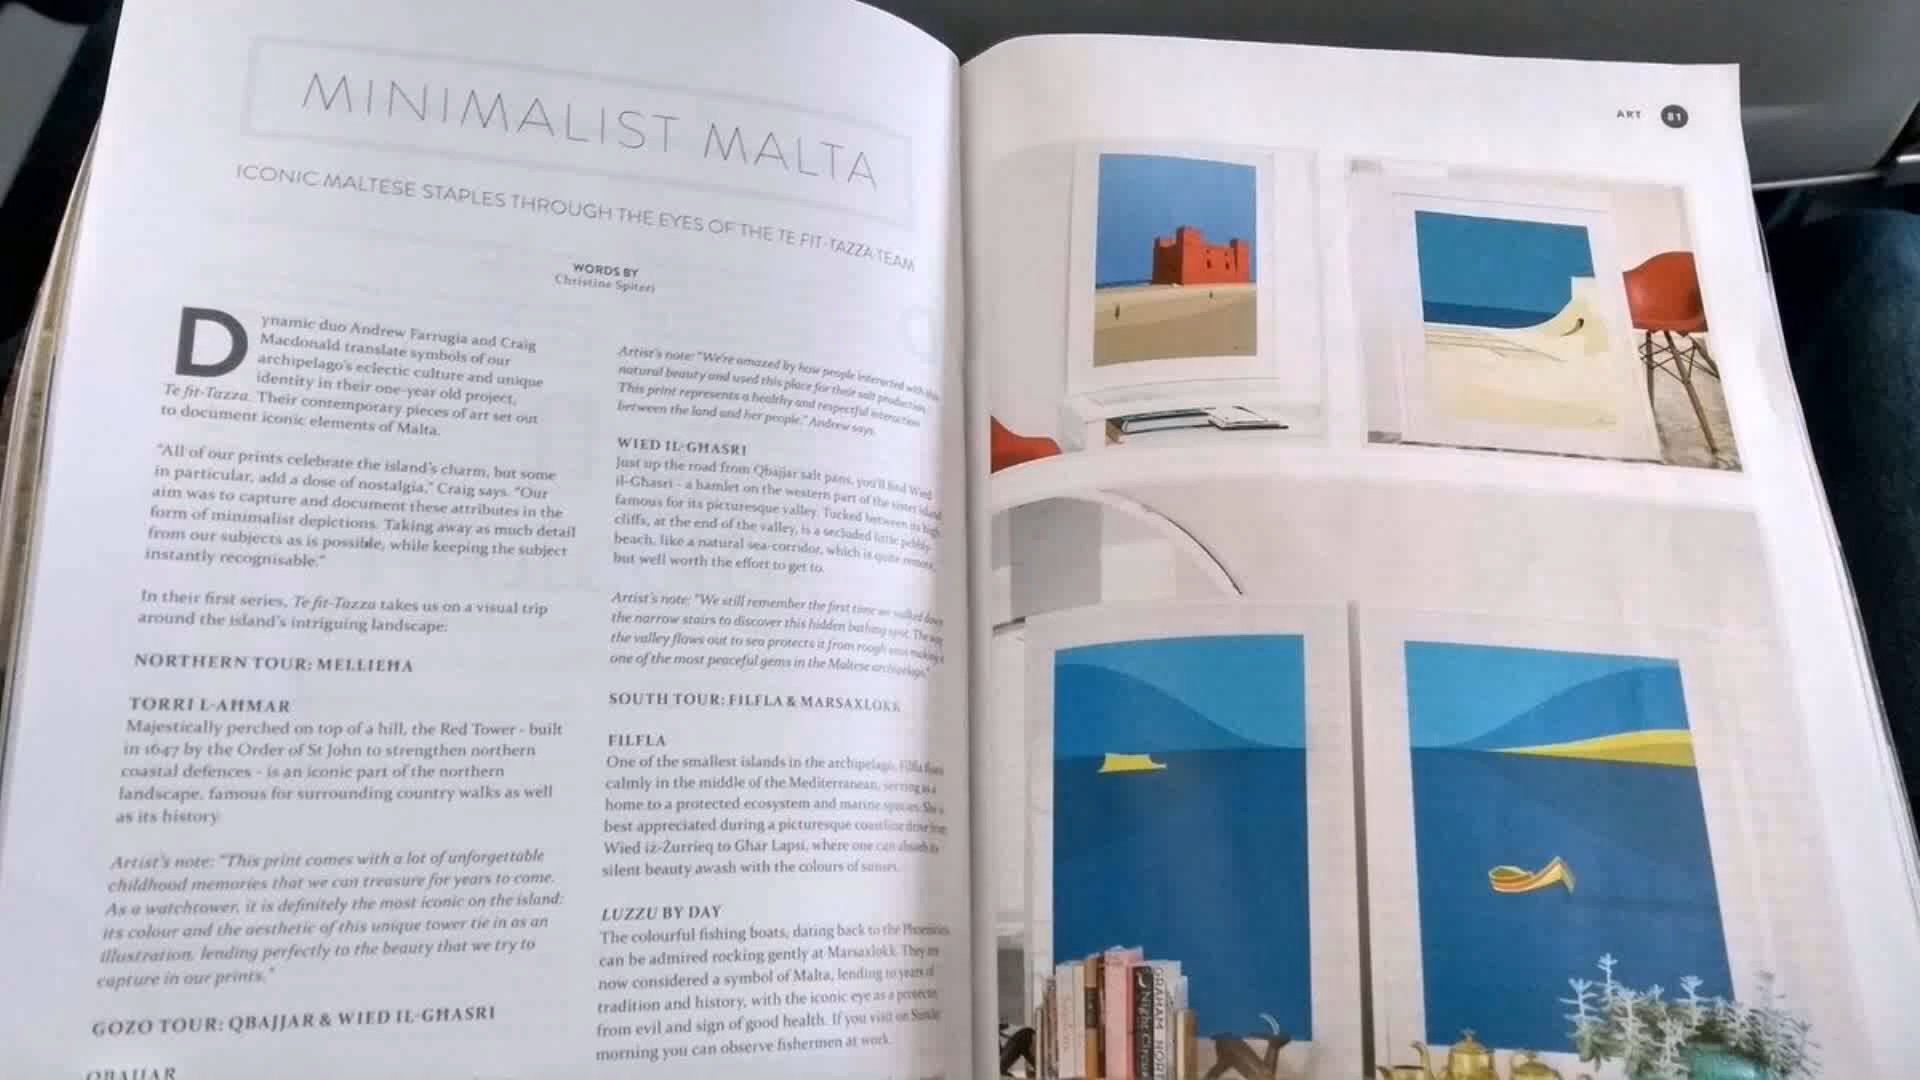 MINIMALIST MALTA
ICONIC MALTESE STAPLES THROUGH THE EYES OF THE TE FIT-TAZZA TEAM
WORDS BY
Christine Spiteri
Dynamic duo Andrew Farrugia and Craig
Macdonald translate symbols of our
archipelago's eclectic culture and unique
identity in their one-year old project,
Te fit-Tazza. Their contemporary pieces of art set out
to document iconic elements of Malta.
"All of our prints celebrate the island's charm, but some
in particular, add a dose of nostalgia," Craig says. "Our
aim was to capture and document these attributes in the
form of minimalist depictions. Taking away as much detail
from our subjects as is possible, while keeping the subject
instantly recognisable."
In their first series, Te fit-Tazza takes us on a visual trip
around the island's intriguing landscape:
NORTHERN TOUR: MELLIEĦA
TORRI L-AĦMAR
Majestically perched on top of a hill, the Red Tower - built
in 1647 by the Order of St John to strengthen northern
coastal defences - is an iconic part of the northern
landscape, famous for surrounding country walks as well
as its history.
Artist's note: "This print comes with a lot of unforgettable
childhood memories that we can treasure for years to come.
As a watchtower, it is definitely the most iconic on the island:
its colour and the aesthetic of this unique tower tie in as an
illustration, lending perfectly to the beauty that we try to
capture in our prints."
GOZO TOUR: QBAJJAR & WIED IL-GĦASRI
QBAJJAR
Artist's note: "We're amazed by how people interacted with this
natural beauty and used this place for their salt production.
This print represents a healthy and respectful interaction
between the land and her people," Andrew says.
WIED IL-GĦASRI
Just up the road from Qbajjar salt pans, you'll find Wied
il-Għasri - a hamlet on the western part of the sister island,
famous for its picturesque valley. Tucked between its high
cliffs, at the end of the valley, is a secluded little pebbly
beach, like a natural sea-corridor, which is quite remote,
but well worth the effort to get to.
Artist's note: "We still remember the first time we walked down
the narrow stairs to discover this hidden bathing spot. The way
the valley flows out to sea protects it from rough seas making it
one of the most peaceful gems in the Maltese archipelago."
SOUTH TOUR: FILFLA & MARSAXLOKK
FILFLA
One of the smallest islands in the archipelago, Filfla
calmly in the middle of the Mediterranean, serving as a
home to a protected ecosystem and marine species. She is
best appreciated during a picturesque coastline drive from
Wied iż-Żurrieq to Għar Lapsi, where one can absorb its
silent beauty awash with the colours of sunset.
LUZZU BY DAY
The colourful fishing boats, dating back to the Phoenicians,
can be admired rocking gently at Marsaxlokk. They are
now considered a symbol of Malta, lending to years of
tradition and history, with the iconic eye as a protector
from evil and sign of good health. If you visit on Sunday
morning you can observe fishermen at work.
ART 81
Night Circus
GRAHAM NORT